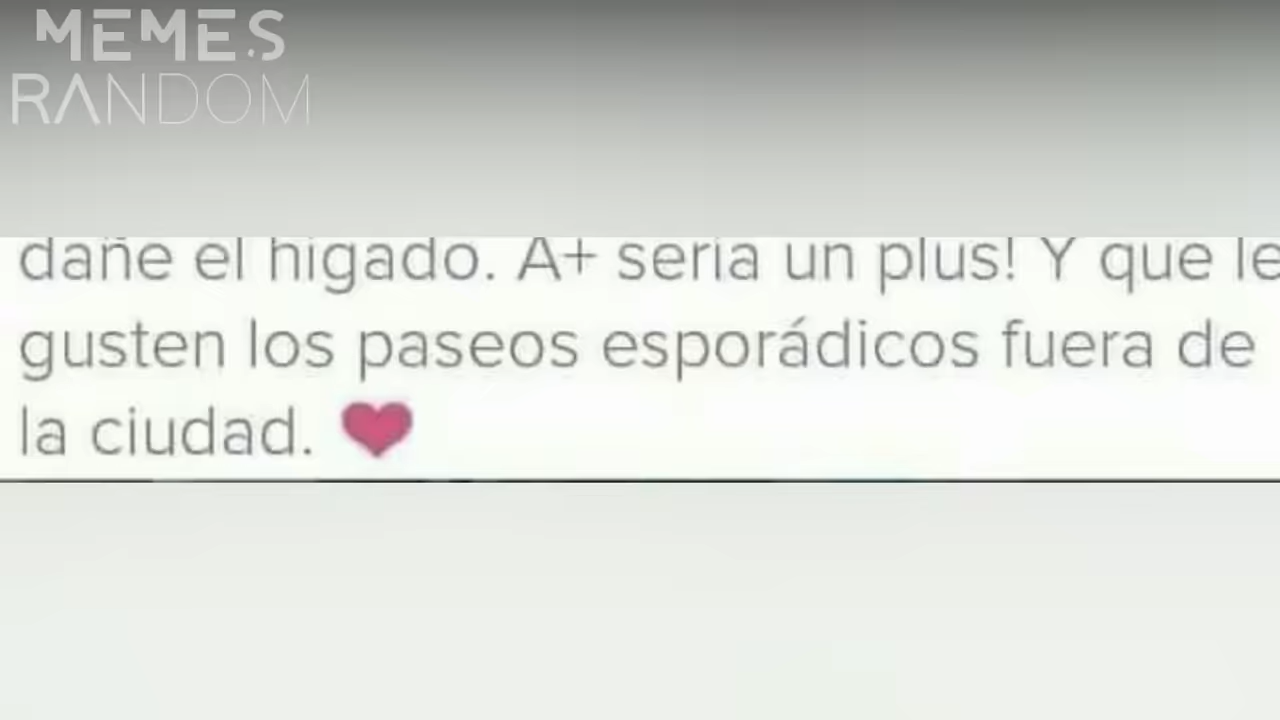 MEMES
RANDOM
dañe el higado. A+ sería un plus! Y que le
gusten los paseos esporádicos fuera de
la ciudad. ❤